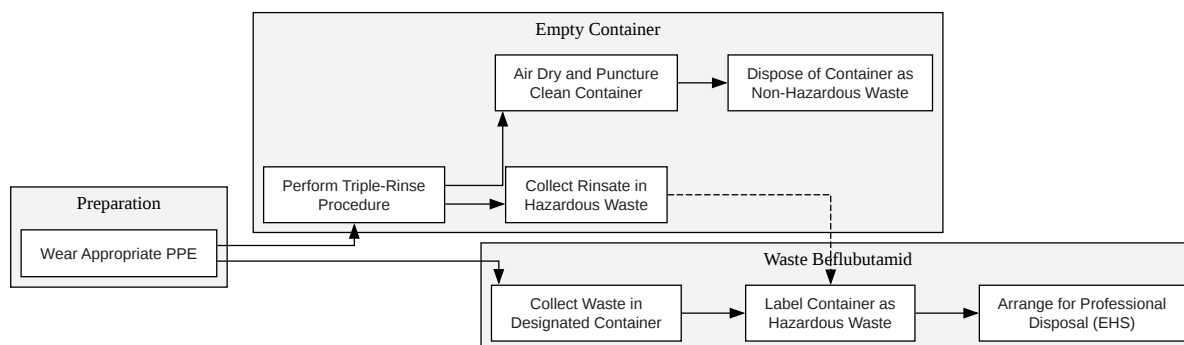 Empty Container
Air Dry and Puncture
Clean Container
Dispose of Container as
Non-Hazardous Waste
Perform Triple-Rinse
Procedure
Collect Rinsate in
Hazardous Waste
Preparation
Wear Appropriate PPE
Waste Beflubutamid
Collect Waste in
Designated Container
Label Container as
Hazardous Waste
Arrange for Professional
Disposal (EHS)